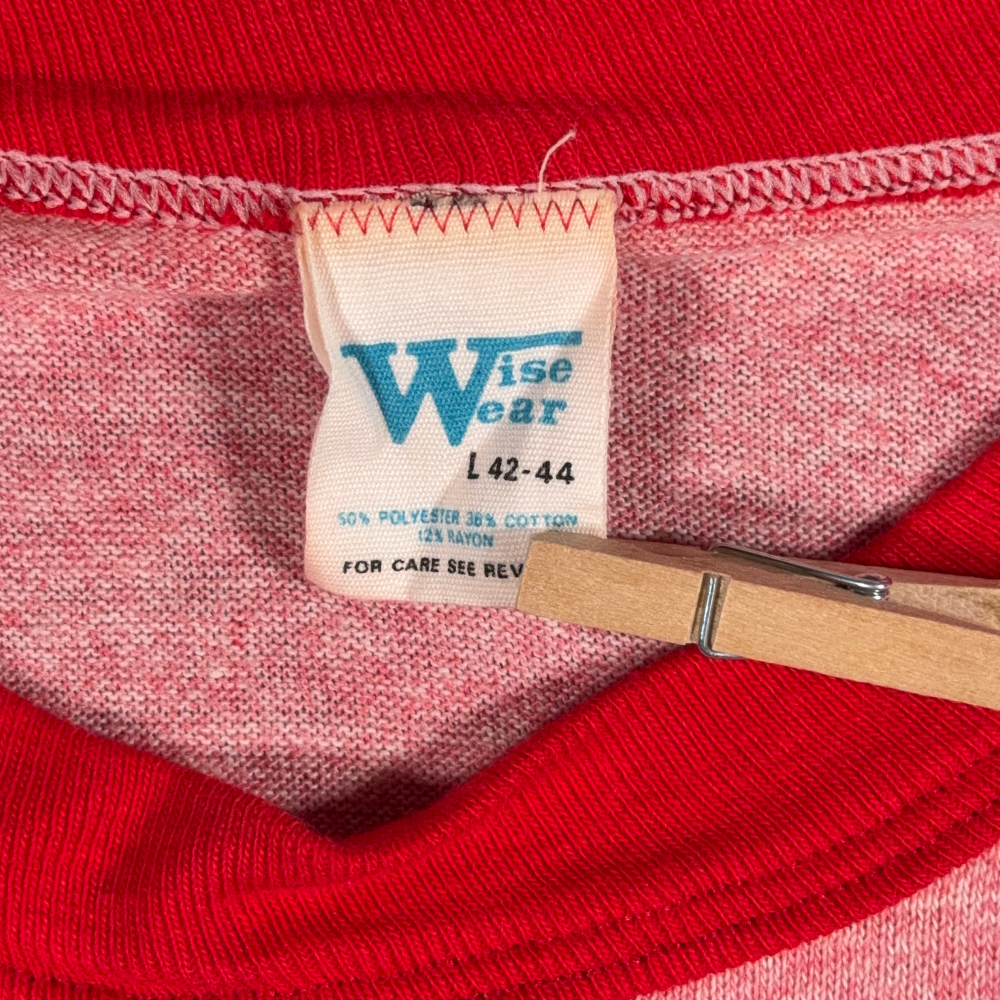 Wise
Wear
L 42-44
50% POLYESTER 38% COTTON
12% RAYON
FOR CARE SEE REV